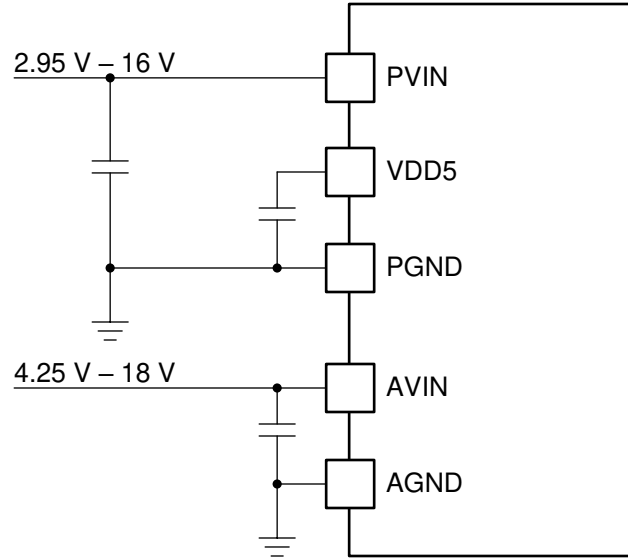 2.95 V – 16 V
PVIN
VDD5
PGND
4.25 V – 18 V
AVIN
AGND